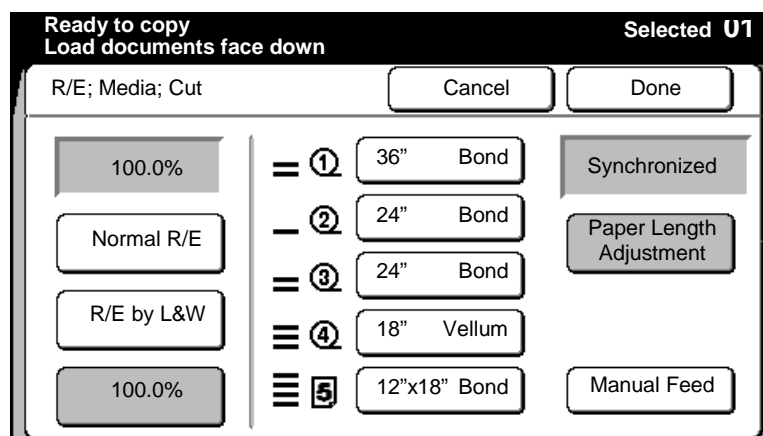 Ready to copy
Load documents face down
Selected 01
R/E; Media; Cut
Cancel
Done
100.0%
Normal R/E
R/E by L&W
100.0%
1 36” Bond
2 24” Bond
3 24” Bond
4 18” Vellum
5 12”x18” Bond
Synchronized
Paper Length
Adjustment
Manual Feed